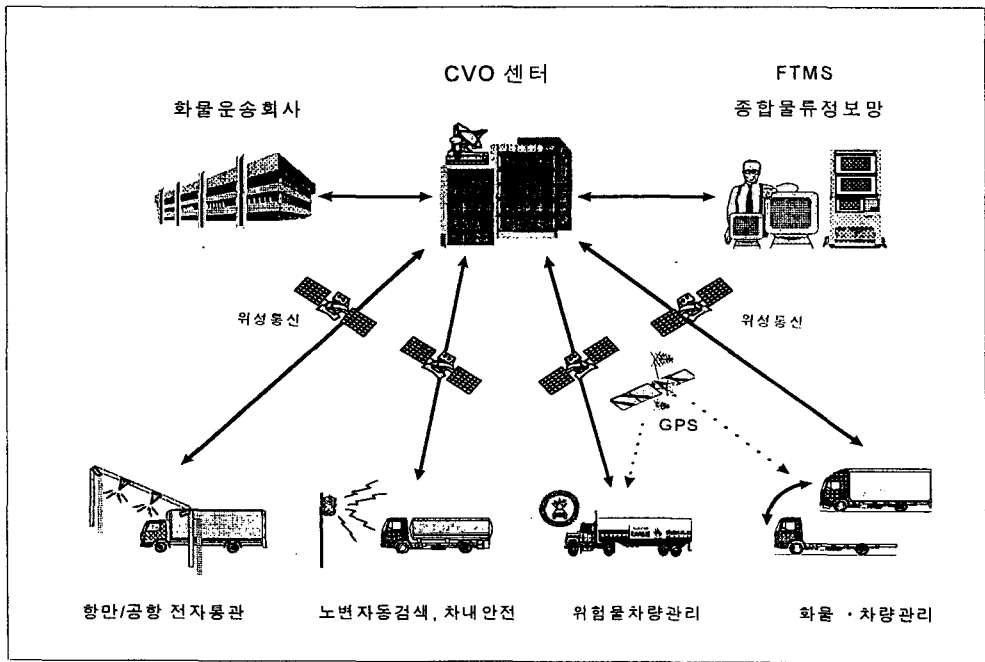 CVO 센터
FTMS
화물운송회사
종합물류정보망
위성통신
위성통신
GPS
항만/공항 전자통관
노변자동검색, 차내안전
위험물차량관리
화물 · 차량관리